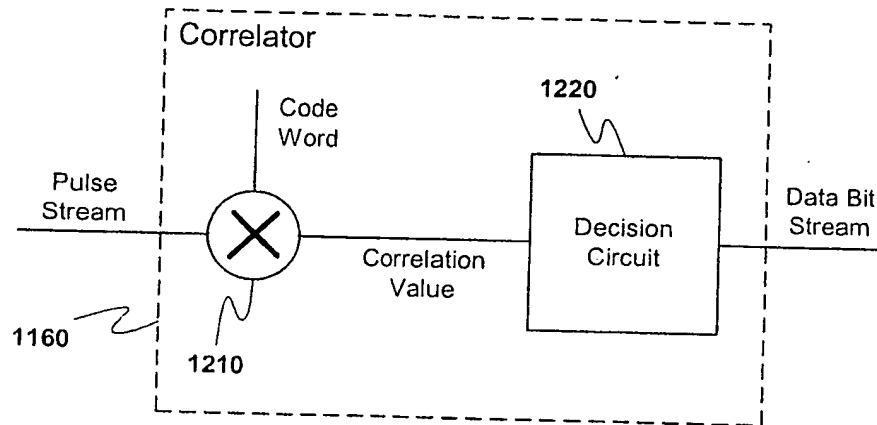 Correlator
Code
Word
1220
Pulse
Stream
Decision
Circuit
Data Bit
Stream
Correlation
Value
1160
1210